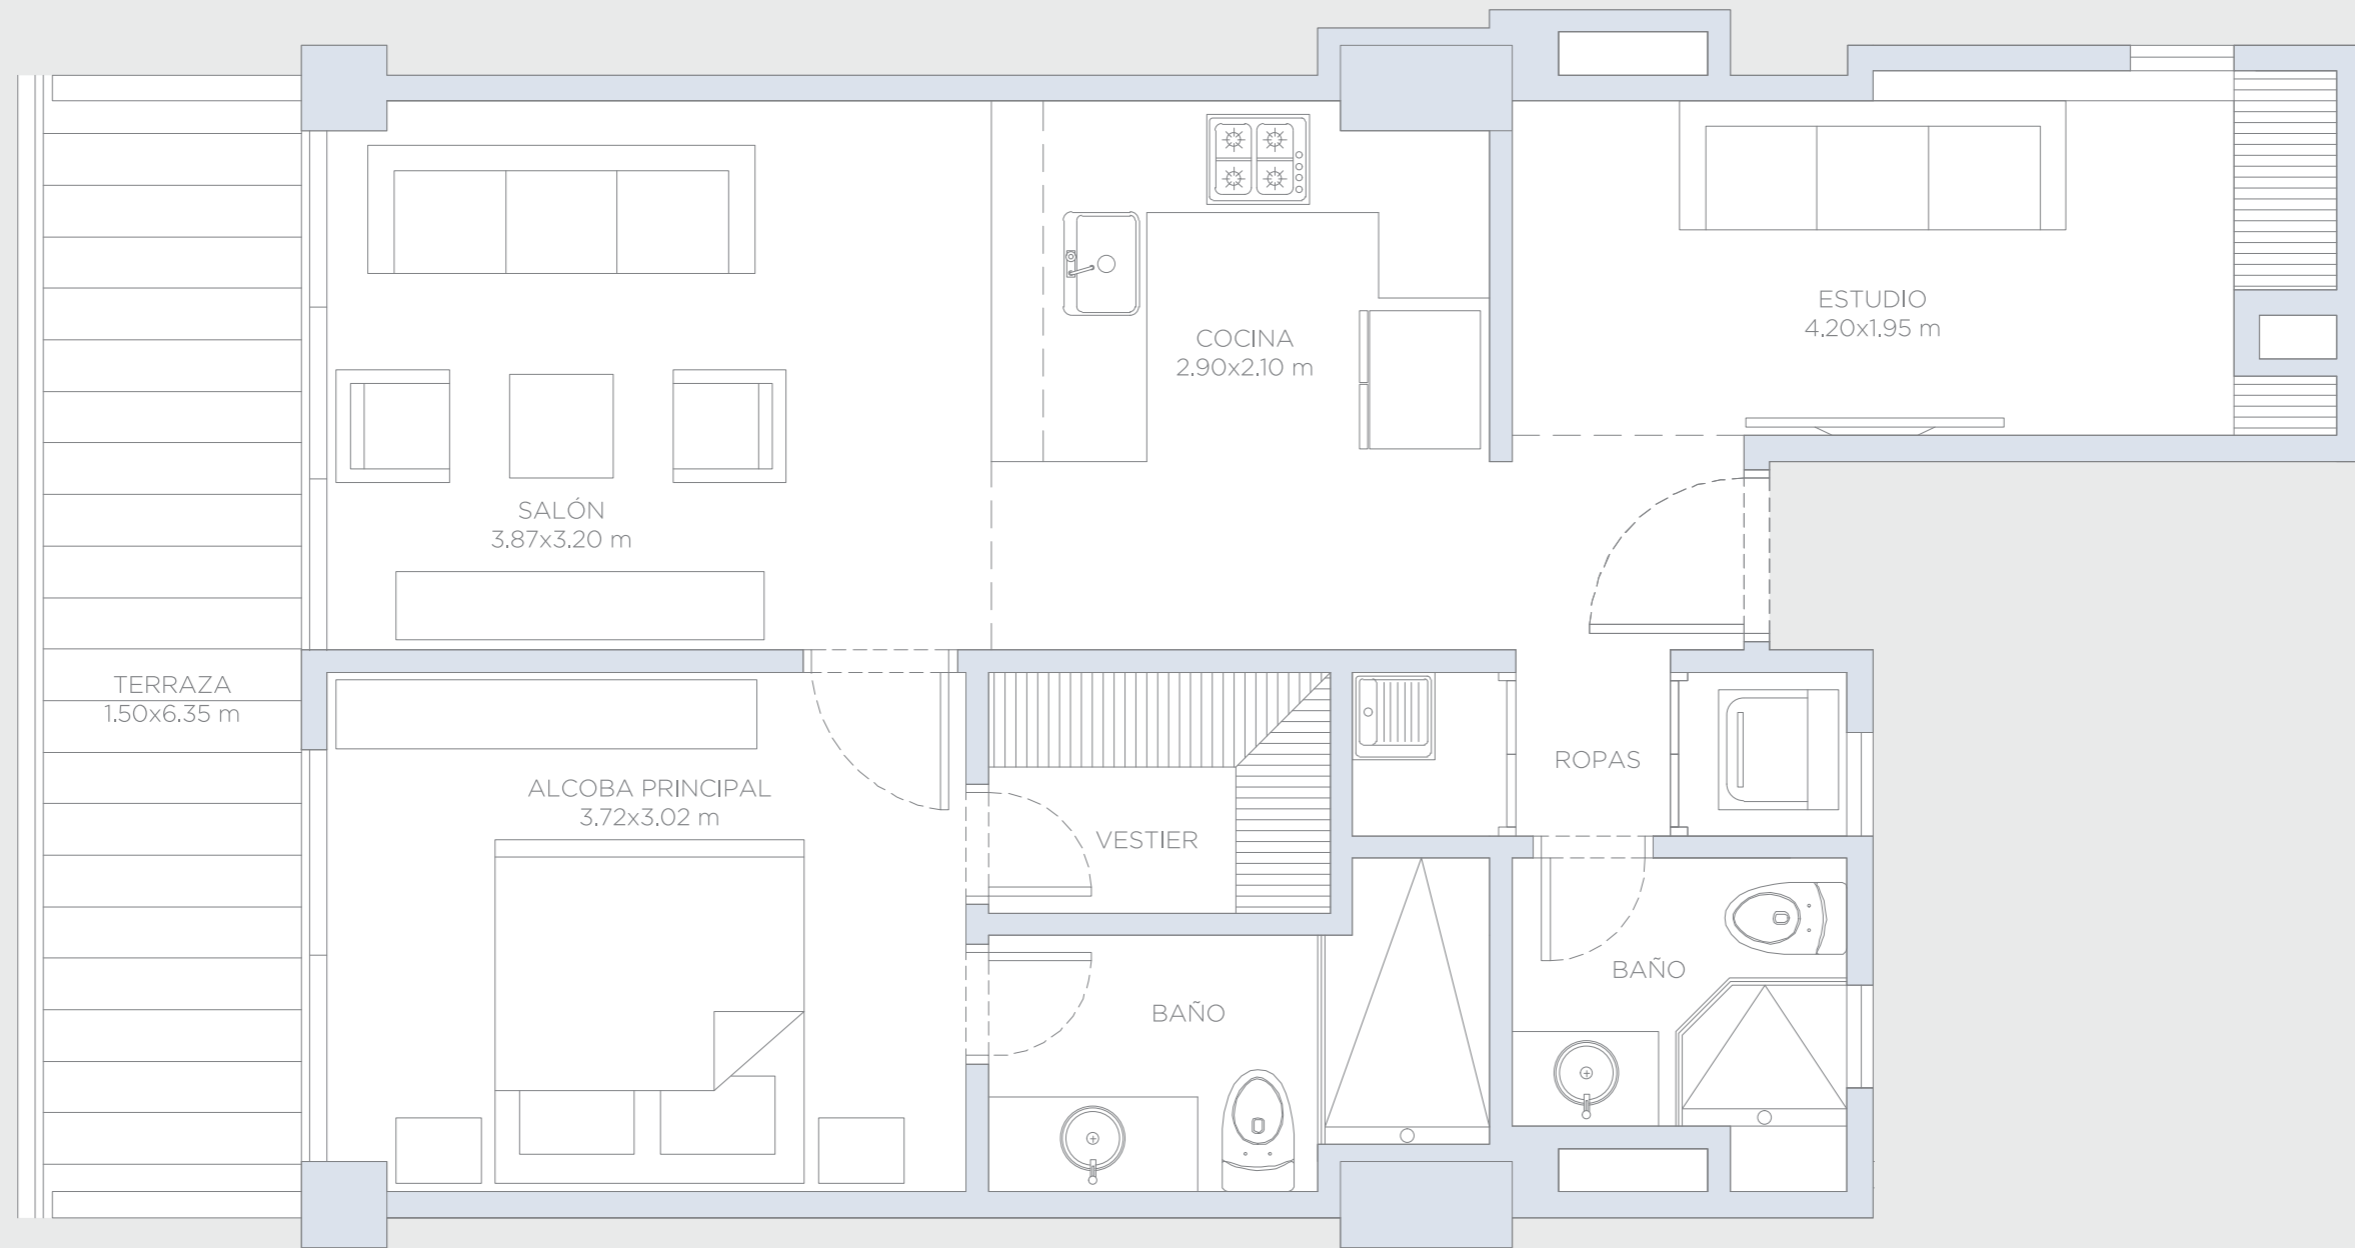 ESTUDIO
4.20x1.95 m
COCINA
2.90x2.10 m
SALÓN
3.87x3.20 m
TERRAZA
1.50x6.35 m
ALCOBA PRINCIPAL
3.72x3.02 m
VESTIER
ROPAS
BAÑO
BAÑO